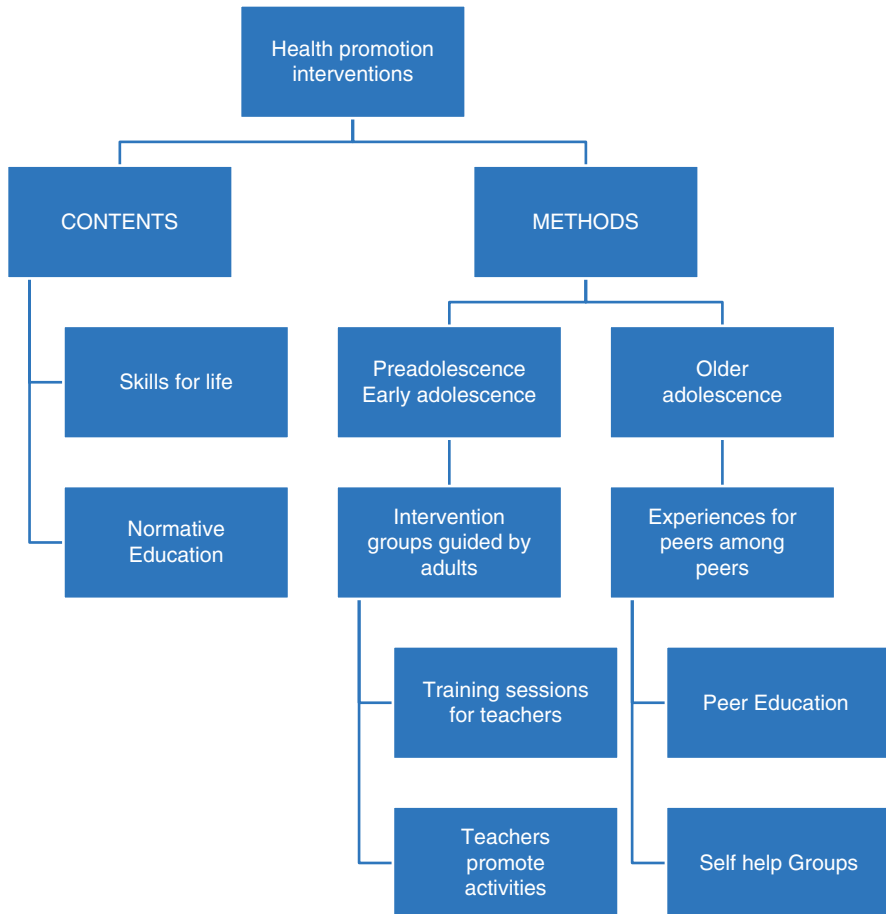 Health promotion
interventions
CONTENTS
METHODS
Skills for life
Normative
Education
Preadolescence
Early adolescence
Older
adolescence
Intervention
groups guided by
adults
Experiences for
peers among
peers
Training sessions
for teachers
Peer Education
Teachers
promote
activities
Self help Groups